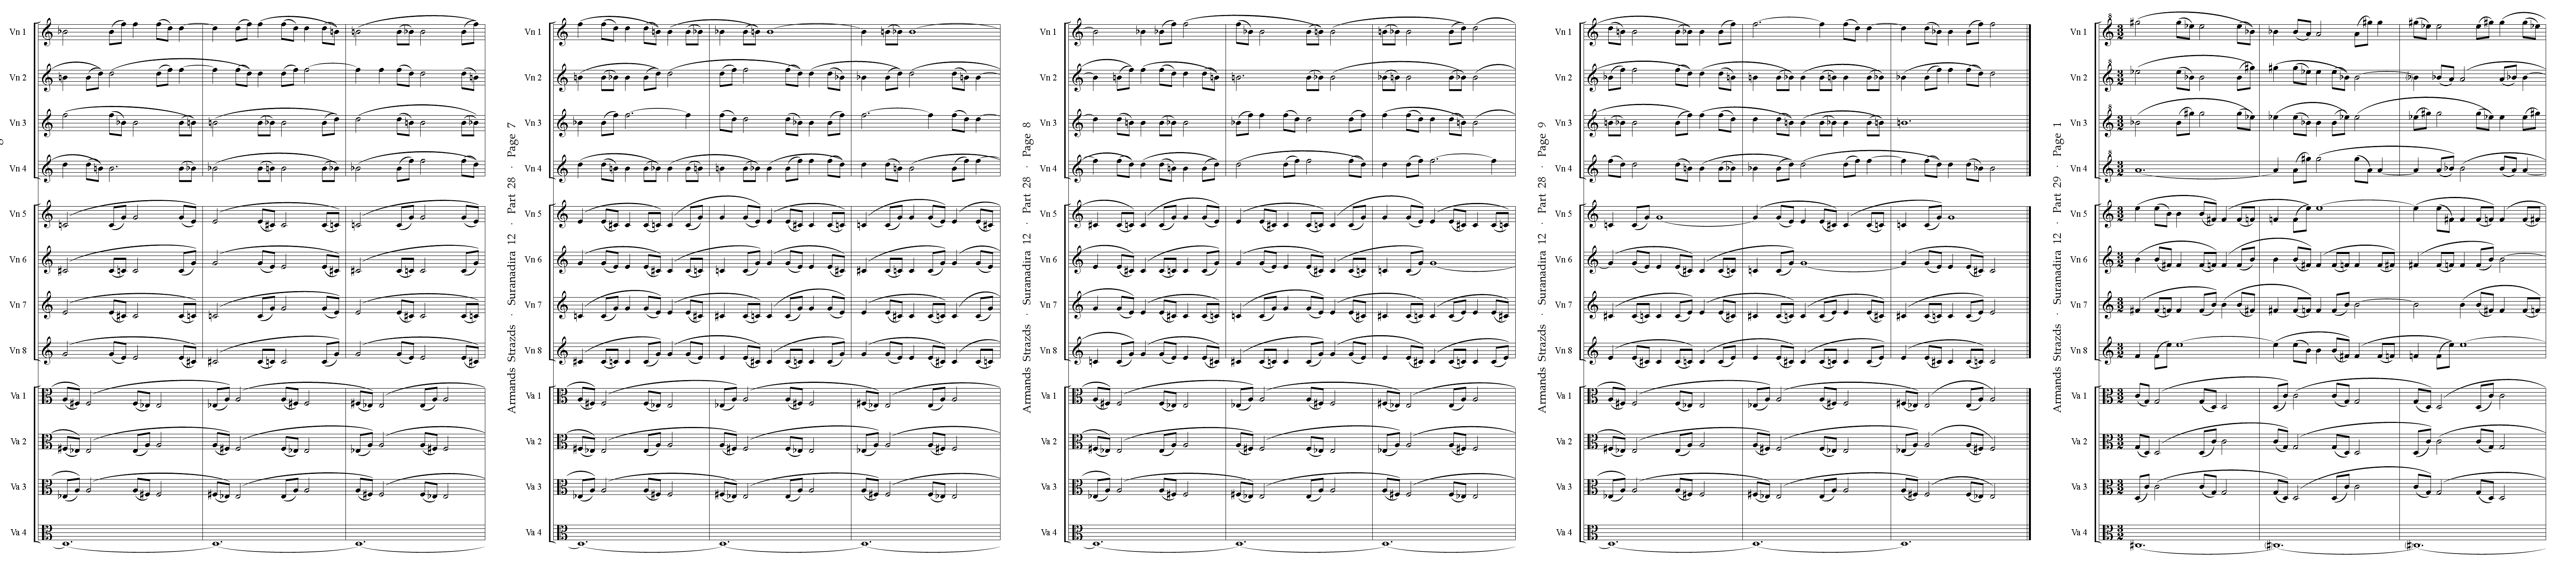 Vn 1
Vn 2
Vn 3
Vn 4
Vn 5
Vn 6
Vn 7
Vn 8
Va 1
Va 2
Va 3
Va 4
Armands Strazds · Suranadira 12 · Part 28 · Page 7
Vn 1
Vn 2
Vn 3
Vn 4
Vn 5
Vn 6
Vn 7
Vn 8
Va 1
Va 2
Va 3
Va 4
Armands Strazds · Suranadira 12 · Part 28 · Page 8
Vn 1
Vn 2
Vn 3
Vn 4
Vn 5
Vn 6
Vn 7
Vn 8
Va 1
Va 2
Va 3
Va 4
Armands Strazds · Suranadira 12 · Part 28 · Page 9
Vn 1
Vn 2
Vn 3
Vn 4
Vn 5
Vn 6
Vn 7
Vn 8
Va 1
Va 2
Va 3
Va 4
Armands Strazds · Suranadira 12 · Part 29 · Page 1
Vn 1
Vn 2
Vn 3
Vn 4
Vn 5
Vn 6
Vn 7
Vn 8
Va 1
Va 2
Va 3
Va 4